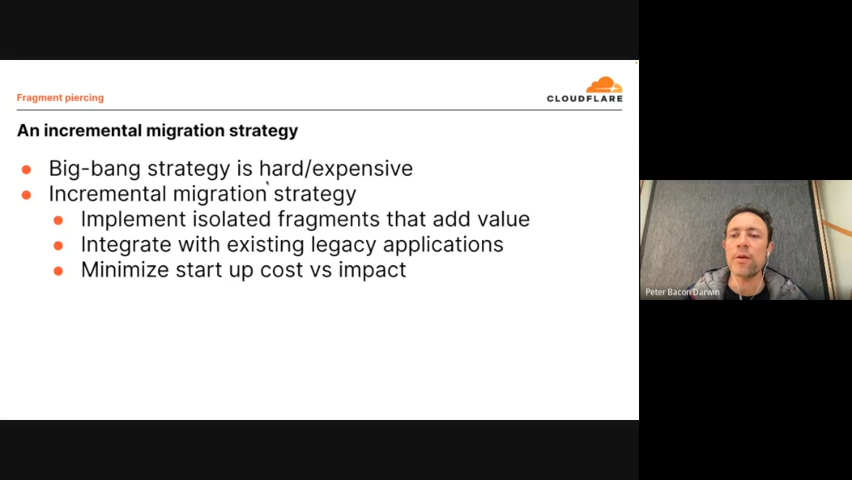 Fragment piercing
CLOUDFLARE
An incremental migration strategy
Big-bang strategy is hard/expensive
Incremental migration strategy
Implement isolated fragments that add value
Integrate with existing legacy applications
Minimize start up cost vs impact
Peter Bacon Darwin